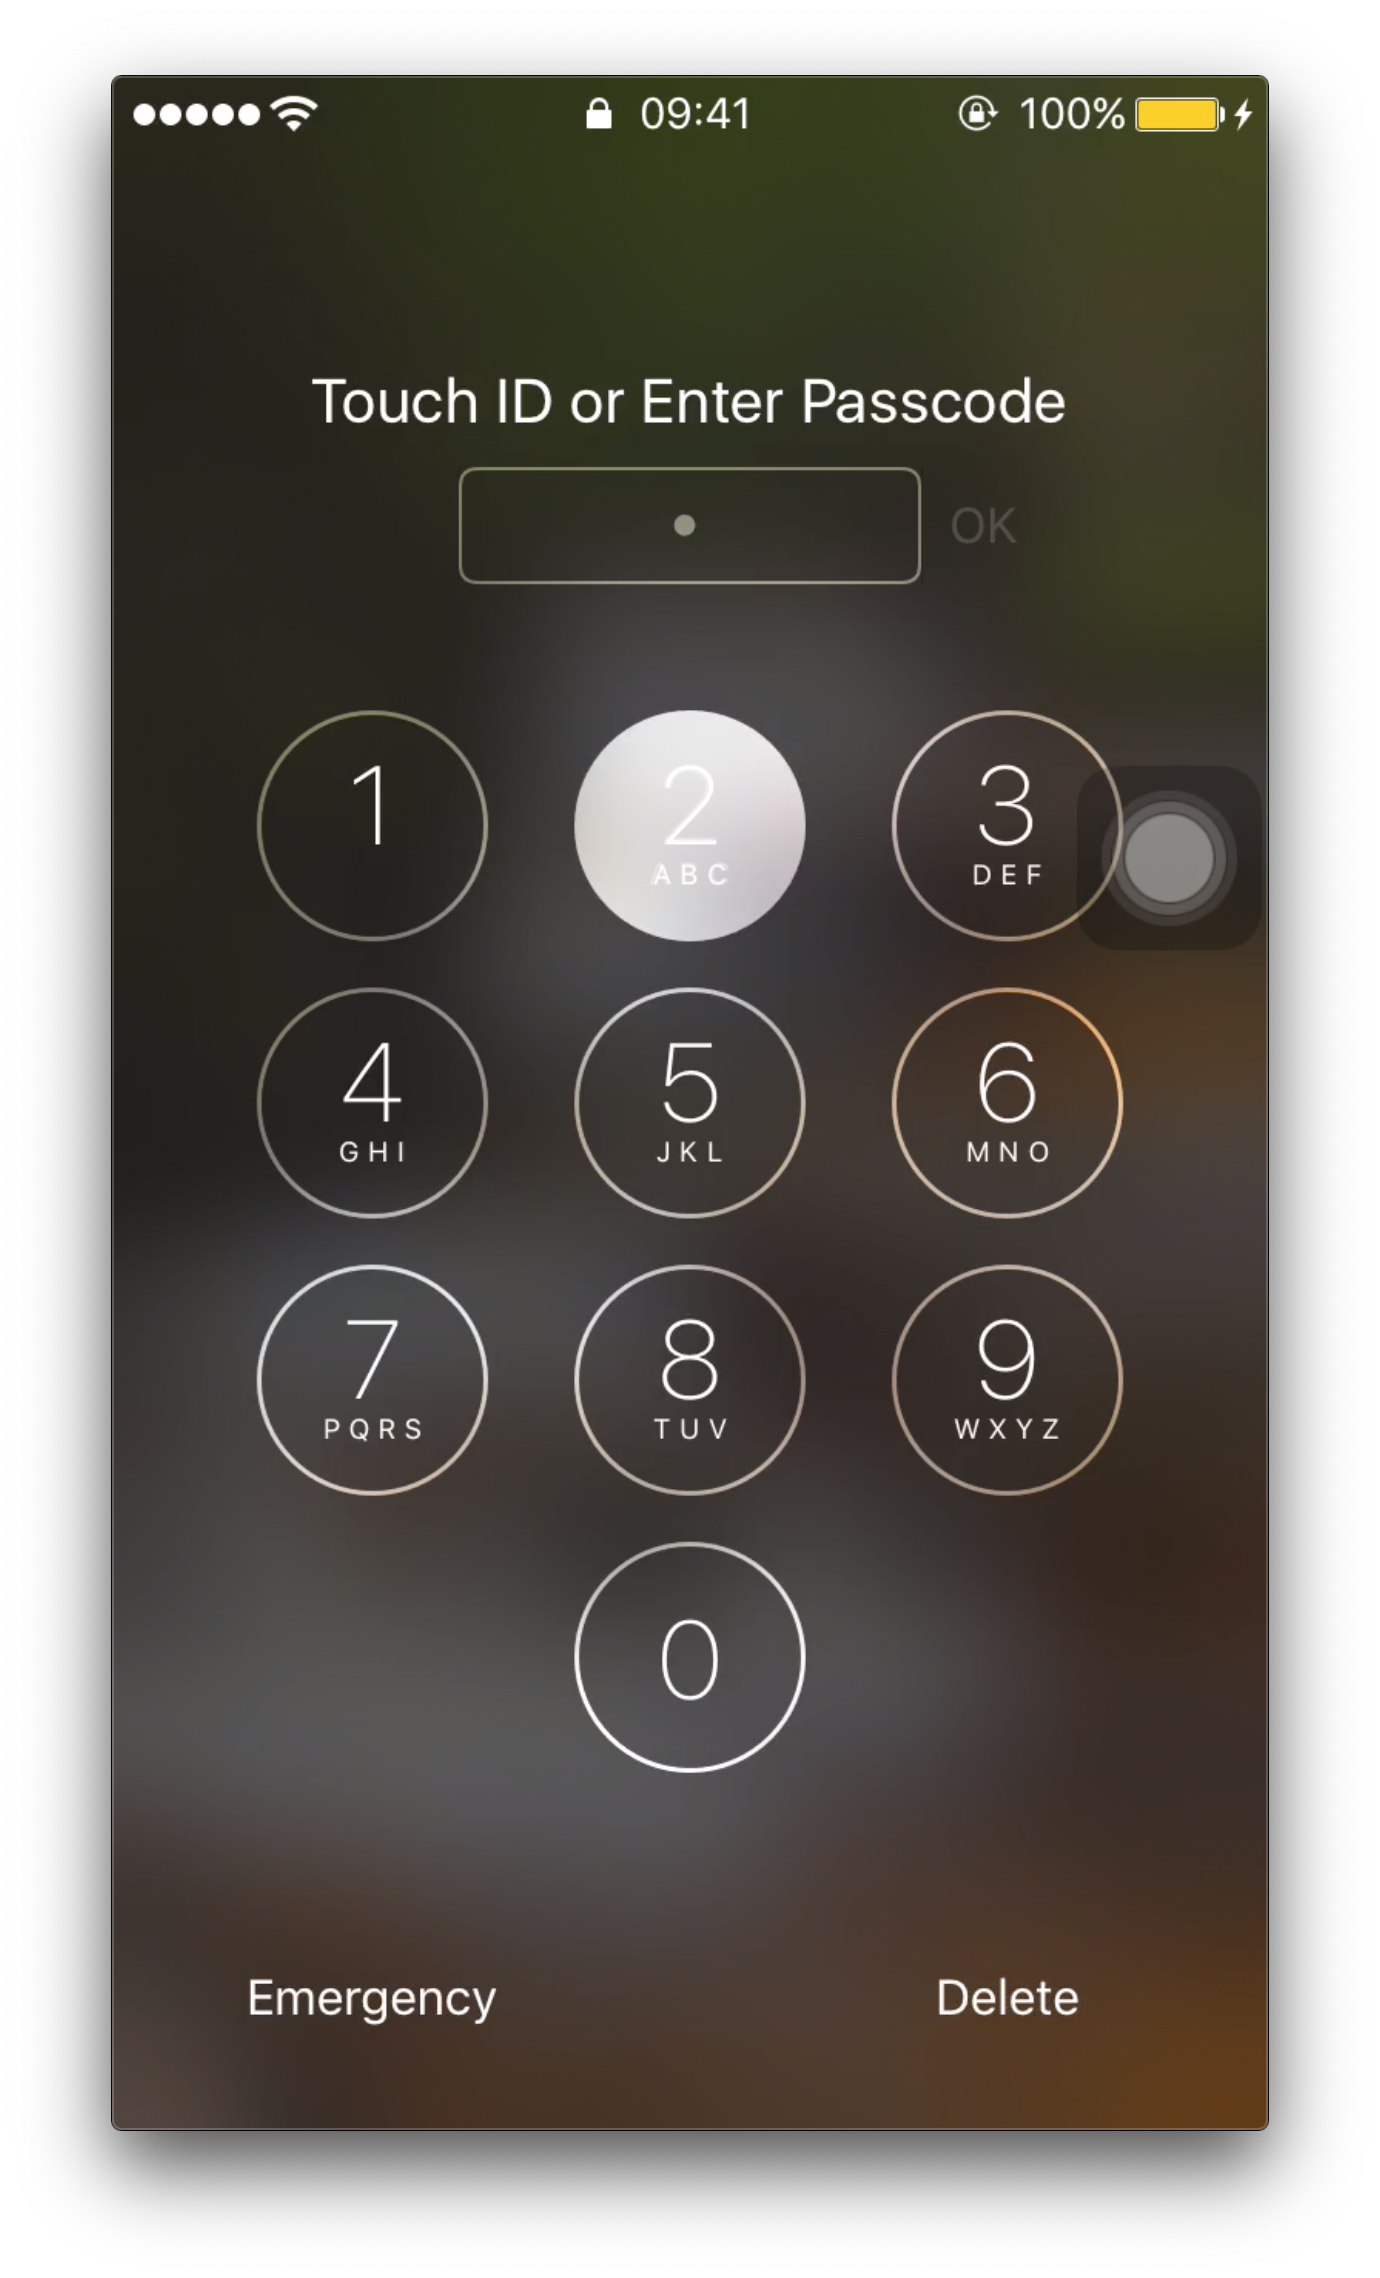 09:41 100%
Touch ID or Enter Passcode
OK
1 2 3
ABC DEF
4 5 6
GHI JKL MNO
7 8 9
PQRS TUV WXYZ
0
Emergency Delete